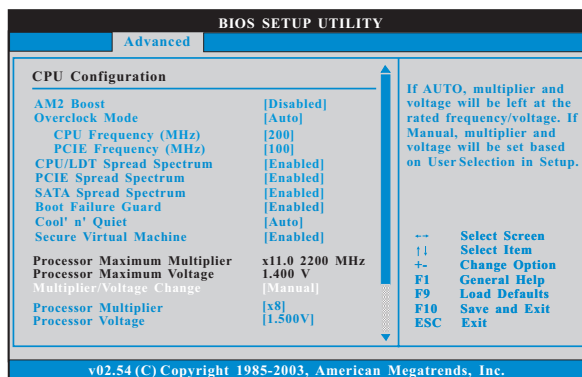 BIOS SETUP UTILITY
Advanced
CPU Configuration
AM2 Boost [Disabled]
Overclock Mode [Auto]
CPU Frequency (MHz) [200]
PCIE Frequency (MHz) [100]
CPU/LDT Spread Spectrum [Enabled]
PCIE Spread Spectrum [Enabled]
SATA Spread Spectrum [Enabled]
Boot Failure Guard [Enabled]
Cool' n' Quiet [Auto]
Secure Virtual Machine [Enabled]
Processor Maximum Multiplier x11.0 2200 MHz
Processor Maximum Voltage 1.400 V
Multiplier/Voltage Change [Manual]
Processor Multiplier [x8]
Processor Voltage [1.500V]
If AUTO, multiplier and
voltage will be left at the
rated frequency/voltage. If
Manual, multiplier and
voltage will be set based
on User Selection in Setup.
←→ Select Screen
↑↓ Select Item
+- Change Option
F1 General Help
F9 Load Defaults
F10 Save and Exit
ESC Exit
v02.54 (C) Copyright 1985-2003, American Megatrends, Inc.